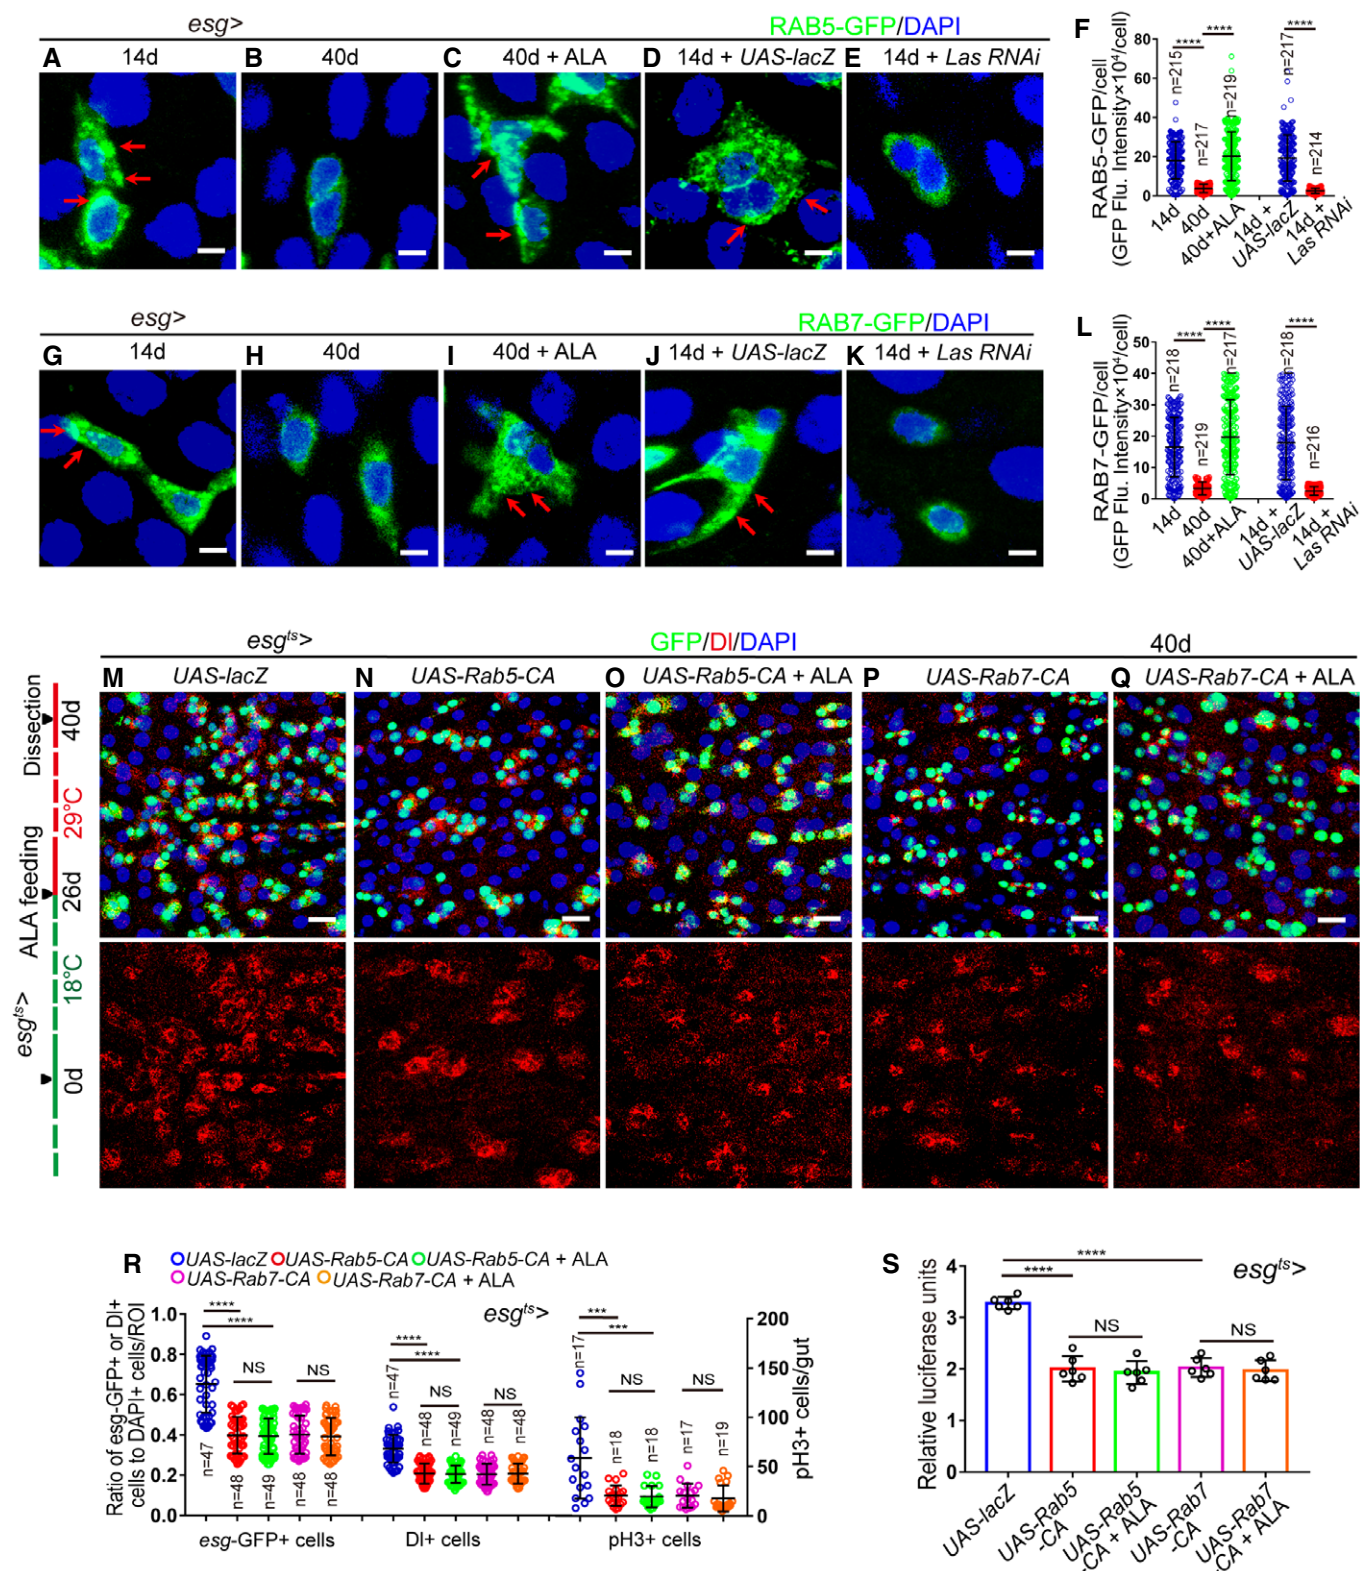 esg>
RAB5-GFP/DAPI
A 14d
B 40d
C 40d + ALA
D 14d + UAS-lacZ
E 14d + Las RNAi
F
RAB5-GFP/cell
(GFP Flu. Intensity×10⁴/cell)
80
60
40
20
0
n=215
n=217
n=219
n=217
n=214
****
****
****
14d
40d
40d+ALA
14d +
UAS-lacZ
14d +
Las RNAi
esg>
RAB7-GFP/DAPI
G 14d
H 40d
I 40d + ALA
J 14d + UAS-lacZ
K 14d + Las RNAi
L
RAB7-GFP/cell
(GFP Flu. Intensity×10⁴/cell)
50
40
30
20
10
0
n=218
n=219
n=217
n=218
n=216
****
****
****
14d
40d
40d+ALA
14d +
UAS-lacZ
14d +
Las RNAi
esgts>
GFP/Dl/DAPI
40d
M UAS-lacZ
N UAS-Rab5-CA
O UAS-Rab5-CA + ALA
P UAS-Rab7-CA
Q UAS-Rab7-CA + ALA
Dissection
ALA feeding
esgts>
40d
29°C
26d
18°C
0d
R
UAS-lacZ UAS-Rab5-CA UAS-Rab5-CA + ALA
UAS-Rab7-CA UAS-Rab7-CA + ALA
esgts>
Ratio of esg-GFP+ or Dl+
cells to DAPI+ cells/ROI
1.0
0.8
0.6
0.4
0.2
0.0
****
****
NS
NS
n=47
n=48
n=49
n=48
n=48
****
****
NS
NS
n=47
n=48
n=49
n=48
n=48
***
***
NS
NS
n=17
n=18
n=18
n=17
n=19
200
150
100
50
0
pH3+ cells/gut
esg-GFP+ cells
Dl+ cells
pH3+ cells
S
esgts>
Relative luciferase units
4
3
2
1
0
****
****
NS
NS
UAS-lacZ
UAS-Rab5
-CA
UAS-Rab5
-CA + ALA
UAS-Rab7
-CA
UAS-Rab7
-CA + ALA